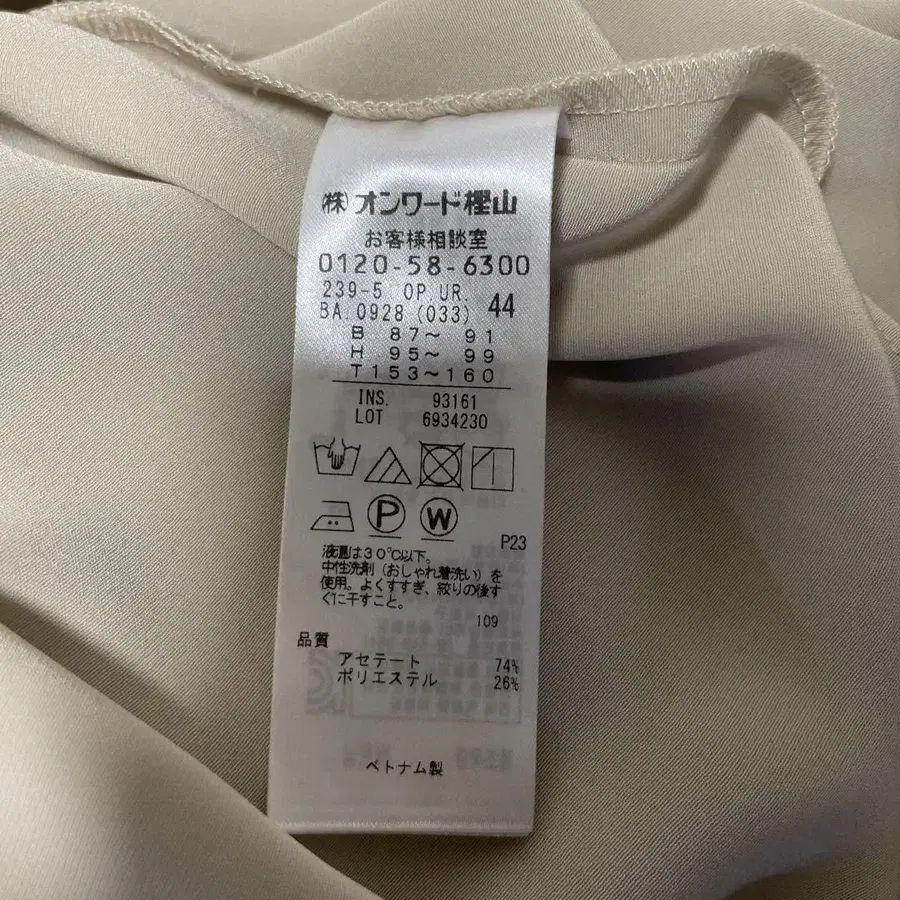 (株)オンワード樫山
お客様相談室
0120-58-6300
239-5 OP.UR. 44
BA.0928 (033)
B 87～ 91
H 95～ 99
T 153～160
INS. 93161
LOT 6934230
P
W
P23
液温は30℃以下。
中性洗剤（おしゃれ着洗い）を
使用。よくすすぎ、絞りの後す
ぐに干すこと。
109
品質
アセテート 74%
ポリエステル 26%
ベトナム製